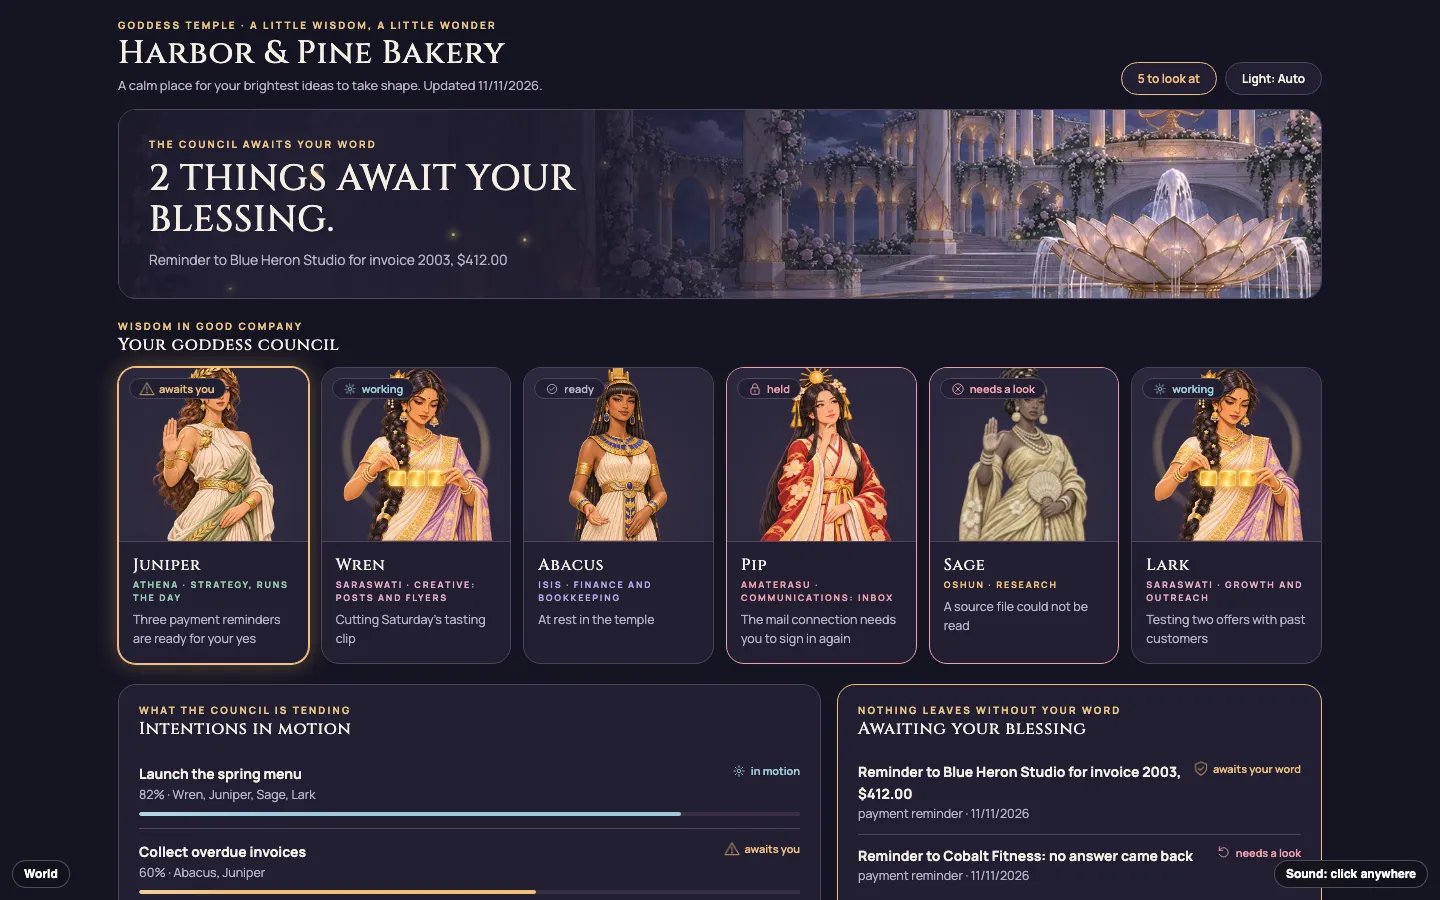 GODDESS TEMPLE · A LITTLE WISDOM, A LITTLE WONDER
HARBOR & PINE BAKERY
A calm place for your brightest ideas to take shape. Updated 11/11/2026.
5 to look at
Light: Auto
THE COUNCIL AWAITS YOUR WORD
2 THINGS AWAIT YOUR
BLESSING.
Reminder to Blue Heron Studio for invoice 2003, $412.00
WISDOM IN GOOD COMPANY
YOUR GODDESS COUNCIL
awaits you
JUNIPER
ATHENA · STRATEGY, RUNS
THE DAY
Three payment reminders
are ready for your yes
working
WREN
SARASWATI · CREATIVE:
POSTS AND FLYERS
Cutting Saturday's tasting
clip
ready
ABACUS
ISIS · FINANCE AND
BOOKKEEPING
At rest in the temple
held
PIP
AMATERASU ·
COMMUNICATIONS: INBOX
The mail connection needs
you to sign in again
needs a look
SAGE
OSHUN · RESEARCH
A source file could not be
read
working
LARK
SARASWATI · GROWTH AND
OUTREACH
Testing two offers with past
customers
WHAT THE COUNCIL IS TENDING
INTENTIONS IN MOTION
Launch the spring menu
in motion
82% · Wren, Juniper, Sage, Lark
Collect overdue invoices
awaits you
60% · Abacus, Juniper
NOTHING LEAVES WITHOUT YOUR WORD
AWAITING YOUR BLESSING
Reminder to Blue Heron Studio for invoice 2003,
$412.00
awaits your word
payment reminder · 11/11/2026
Reminder to Cobalt Fitness: no answer came back
needs a look
payment reminder · 11/11/2026
World
Sound: click anywhere